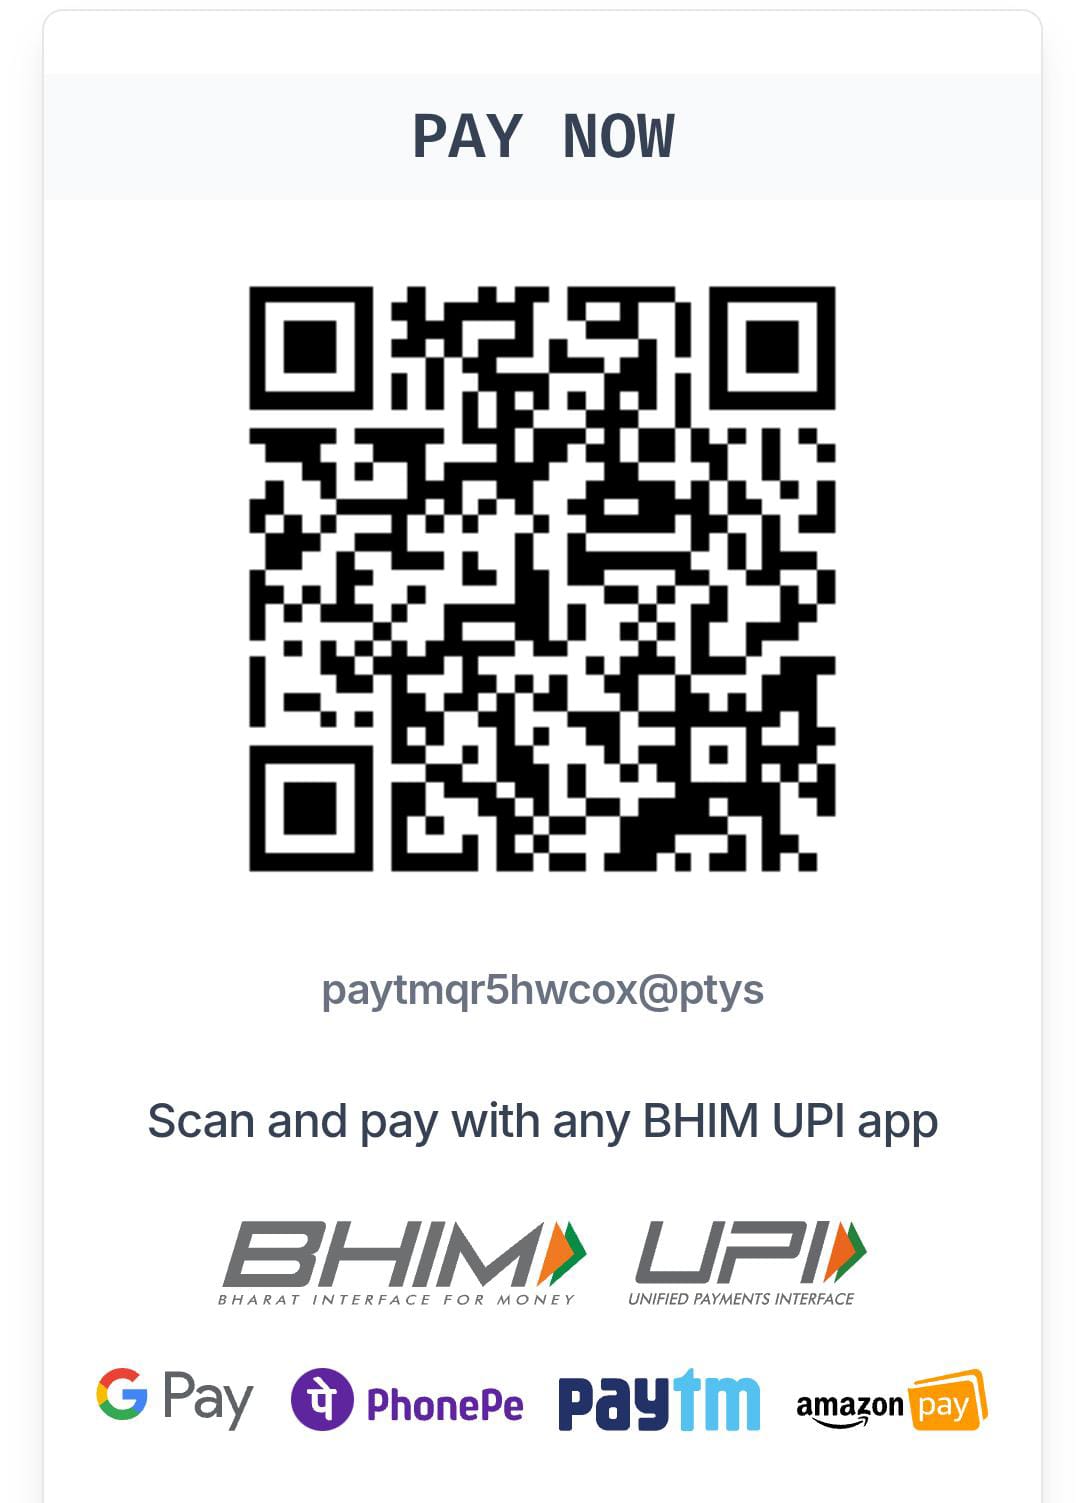 PAY NOW
paytmqr5hwcox@ptys
Scan and pay with any BHIM UPI app
BHIM UPI
BHARAT INTERFACE FOR MONEY UNIFIED PAYMENTS INTERFACE
G Pay पे PhonePe paytm amazon pay